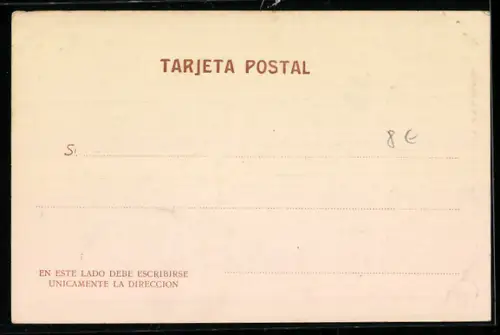 TARJETA POSTAL
8 €
S
EN ESTE LADO DEBE ESCRIBIRSE
UNICAMENTE LA DIRECCION